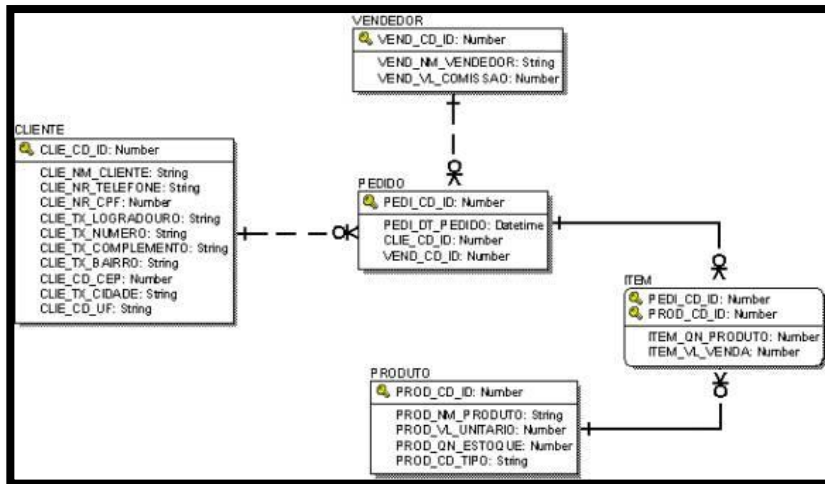 VENDEDOR
VEND_CD_ID: Number
VEND_NM_VENDEDOR: String
VEND_VL_COMISSAO: Number
CLIENTE
CLIE_CD_ID: Number
CLIE_NM_CLIENTE: String
CLIE_NR_TELEFONE: String
CLIE_NR_CPF: Number
CLIE_TX_LOGRADOURO: String
CLIE_TX_NUMERO: String
CLIE_TX_COMPLEMENTO: String
CLIE_TX_BAIRRO: String
CLIE_CD_CEP: Number
CLIE_TX_CIDADE: String
CLIE_CD_UF: String
PEDIDO
PEDI_CD_ID: Number
PEDI_DT_PEDIDO: Datetime
CLIE_CD_ID: Number
VEND_CD_ID: Number
ITEM
PEDI_CD_ID: Number
PROD_CD_ID: Number
ITEM_QN_PRODUTO: Number
ITEM_VL_VENDA: Number
PRODUTO
PROD_CD_ID: Number
PROD_NM_PRODUTO: String
PROD_VL_UNITARIO: Number
PROD_QN_ESTOQUE: Number
PROD_CD_TIPO: String